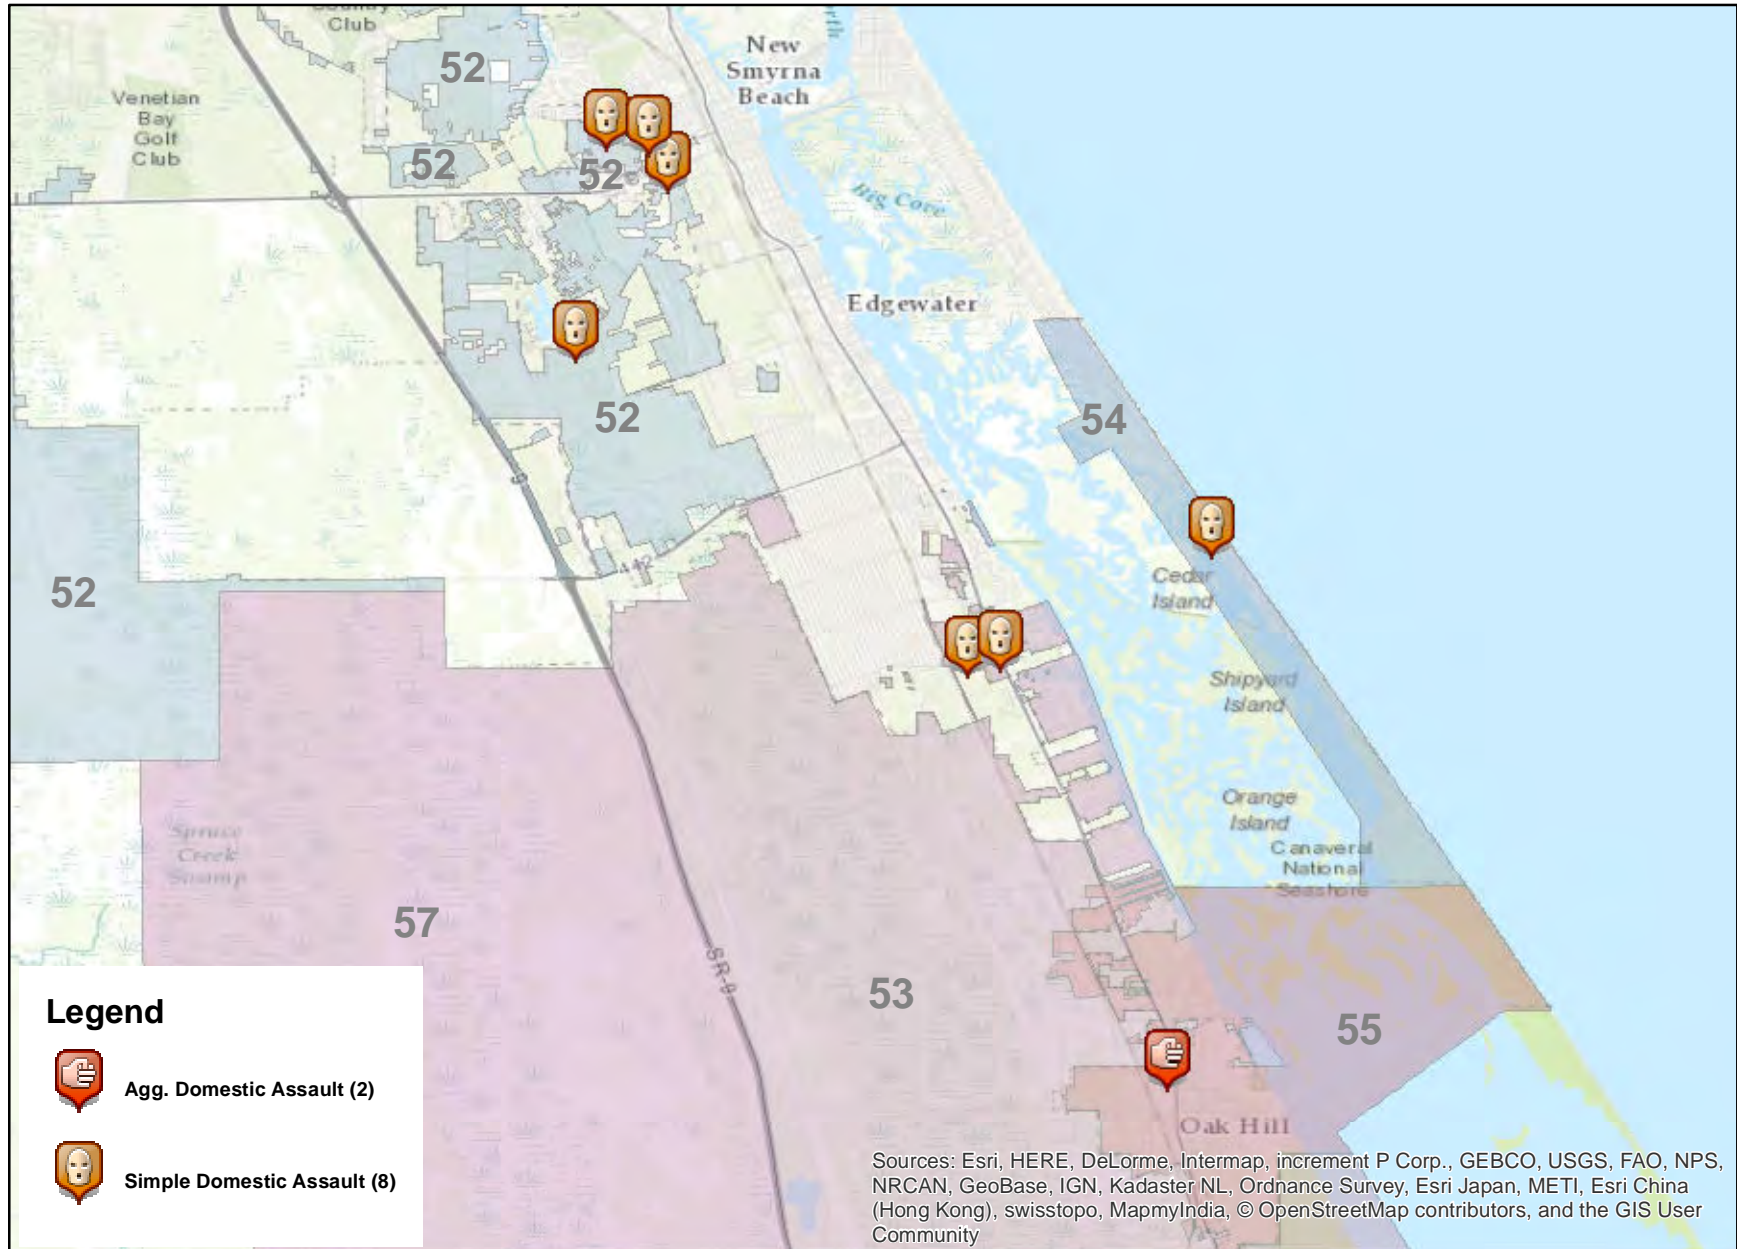 Country
Club
North
New
Smyrna
Beach
52
Venetian
Bay
Golf
Club
52
52
Big Cove
Edgewater
52
54
9
442
52
Cedar
Island
Shipyard
Island
Orange
Island
Canaveral
National
Seashore
Spruce
Creek
Swamp
57
SR-9
53
55
Oak Hill
Legend
Agg. Domestic Assault (2)
Simple Domestic Assault (8)
Sources: Esri, HERE, DeLorme, Intermap, increment P Corp., GEBCO, USGS, FAO, NPS,
NRCAN, GeoBase, IGN, Kadaster NL, Ordnance Survey, Esri Japan, METI, Esri China
(Hong Kong), swisstopo, MapmyIndia, © OpenStreetMap contributors, and the GIS User
Community